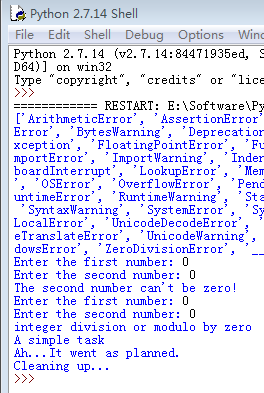 Python 2.7.14 Shell
File Edit Shell Debug Options Window
Python 2.7.14 (v2.7.14:84471935ed, S
D64)] on win32
Type "copyright", "credits" or "lice
>>>
============ RESTART: E:\Software\Py
['ArithmeticError', 'AssertionError'
Error', 'BytesWarning', 'Deprecation
xception', 'FloatingPointError', 'Fu
mportError', 'ImportWarning', 'Inden
boardInterrupt', 'LookupError', 'Mem
', 'OSError', 'OverflowError', 'Pend
untimeError', 'RuntimeWarning', 'Sta
'SyntaxWarning', 'SystemError', 'Sy
LocalError', 'UnicodeDecodeError',
eTranslateError', 'UnicodeWarning',
dowsError', 'ZeroDivisionError', '__
Enter the first number: 0
Enter the second number: 0
The second number can't be zero!
Enter the first number: 0
Enter the second number: 0
integer division or modulo by zero
A simple task
Ah...It went as planned.
Cleaning up...
>>>